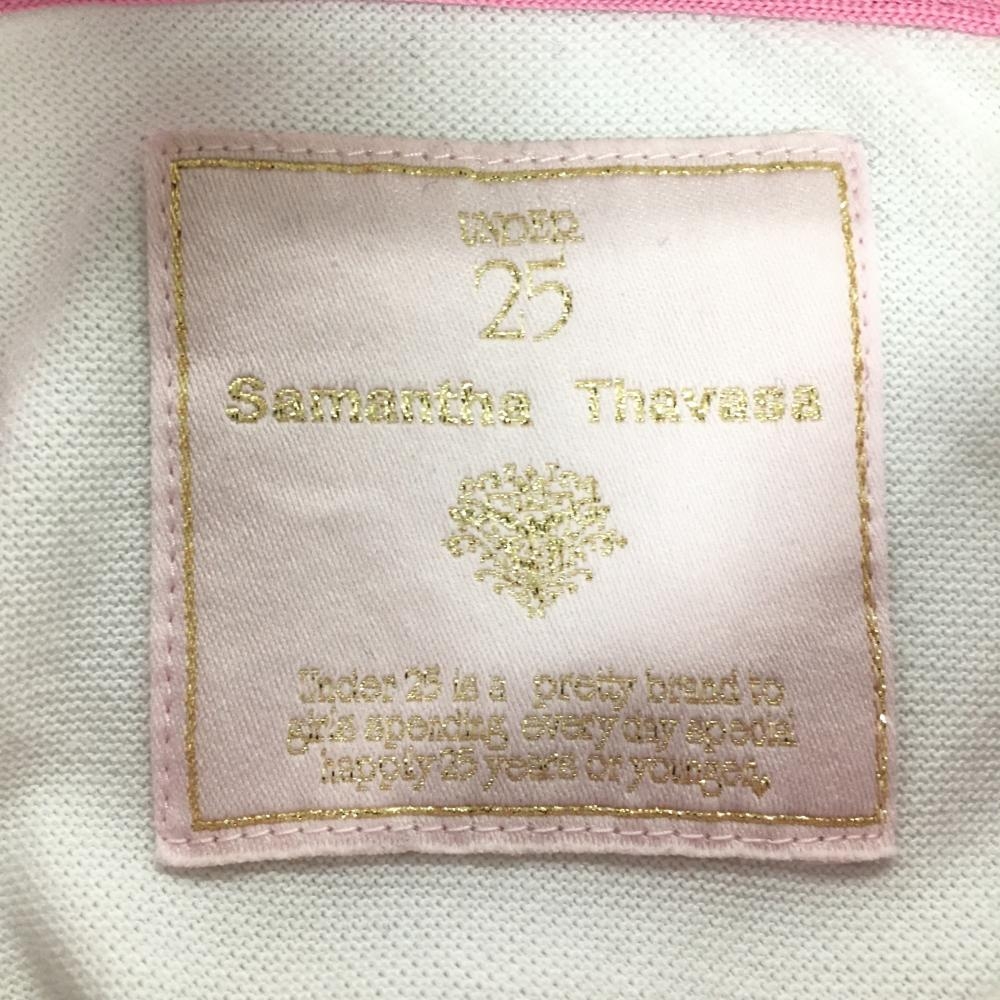 UNDER
25
Samantha Thavasa
Under 25 is a pretty brand to
girls spending every day special
happly 25 years or younger.